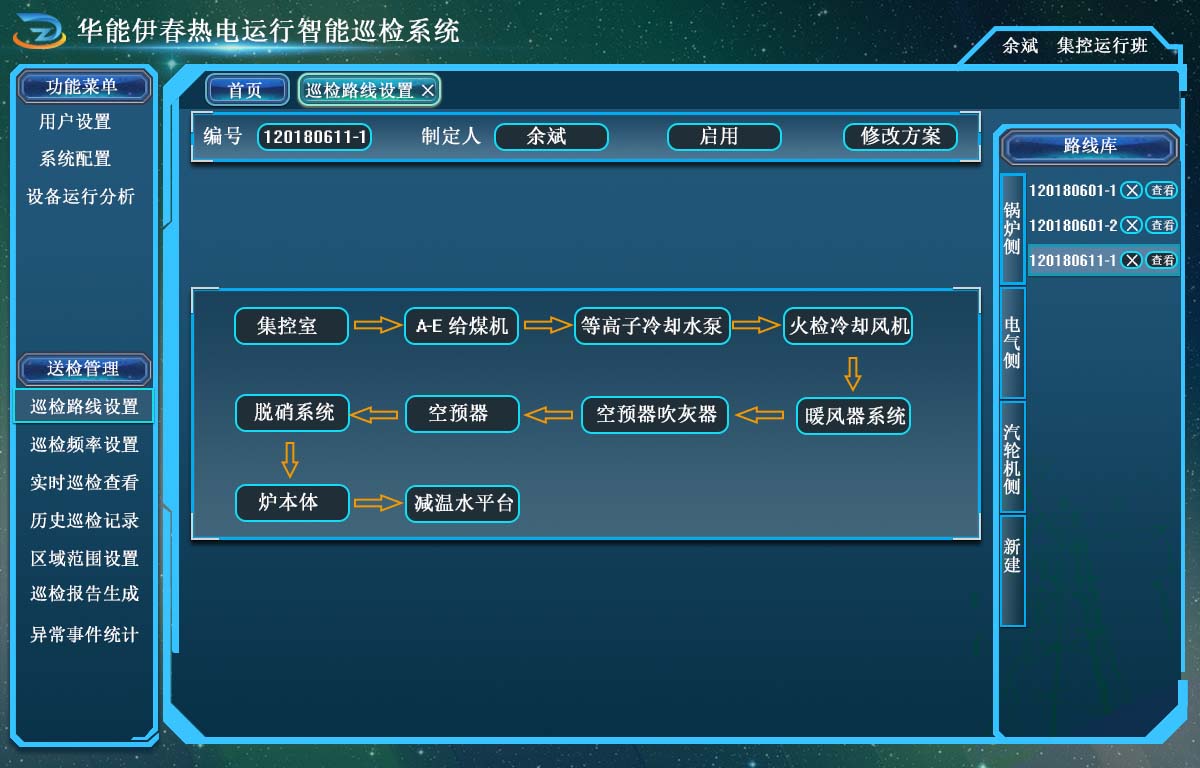 华能伊春热电运行智能巡检系统
余斌 集控运行班
功能菜单
用户设置
系统配置
设备运行分析
送检管理
巡检路线设置
巡检频率设置
实时巡检查看
历史巡检记录
区域范围设置
巡检报告生成
异常事件统计
首页
巡检路线设置
编号 120180611-1 制定人 余斌 启用 修改方案
集控室 A-E 给煤机 等离子冷却水泵 火检冷却风机
脱硝系统 空预器 空预器吹灰器 暖风器系统
炉本体 减温水平台
路线库
锅炉侧
电气侧
汽轮机侧
新建
120180601-1 查看
120180601-2 查看
120180611-1 查看